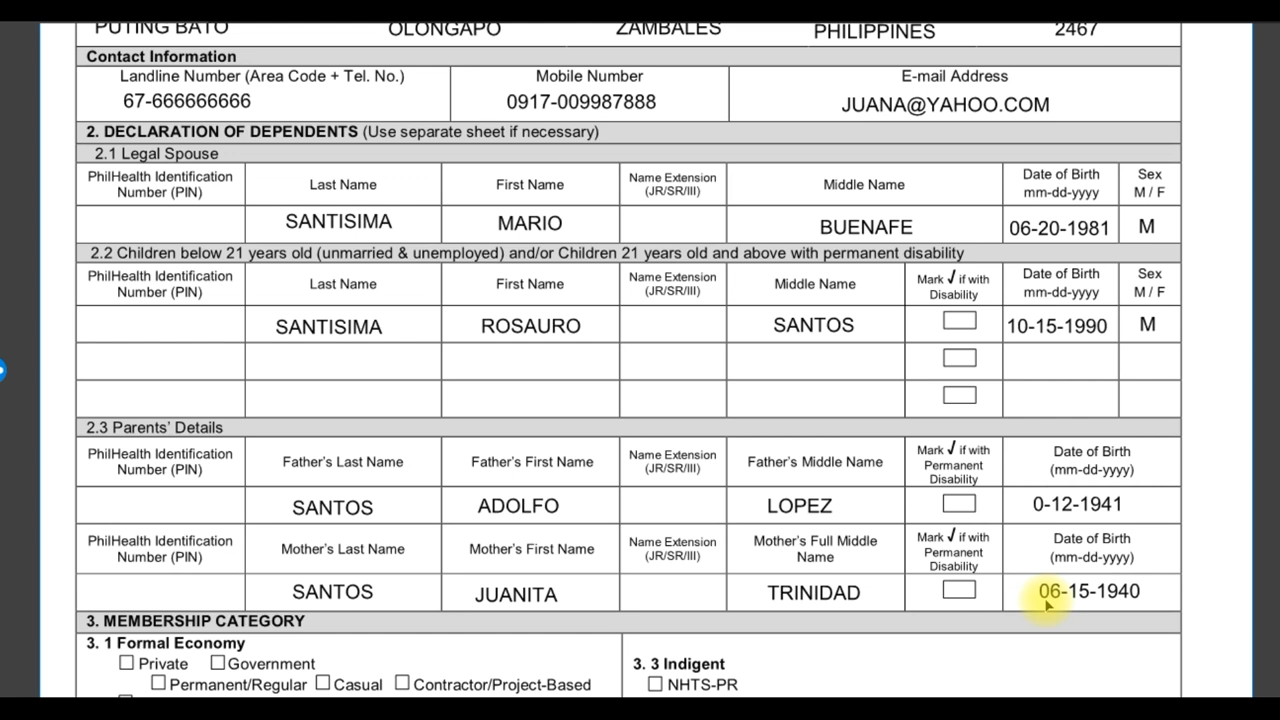 PUTING BATO OLONGAPO ZAMBALES PHILIPPINES 2467
Contact Information
Landline Number (Area Code + Tel. No.) Mobile Number E-mail Address
67-666666666 0917-009987888 JUANA@YAHOO.COM
2. DECLARATION OF DEPENDENTS (Use separate sheet if necessary)
2.1 Legal Spouse
PhilHealth Identification Number (PIN) Last Name First Name Name Extension (JR/SR/III) Middle Name Date of Birth mm-dd-yyyy Sex M / F
SANTISIMA MARIO BUENAFE 06-20-1981 M
2.2 Children below 21 years old (unmarried & unemployed) and/or Children 21 years old and above with permanent disability
PhilHealth Identification Number (PIN) Last Name First Name Name Extension (JR/SR/III) Middle Name Mark √ if with Disability Date of Birth mm-dd-yyyy Sex M / F
SANTISIMA ROSAURO SANTOS 10-15-1990 M
2.3 Parents' Details
PhilHealth Identification Number (PIN) Father's Last Name Father's First Name Name Extension (JR/SR/III) Father's Middle Name Mark √ if with Permanent Disability Date of Birth (mm-dd-yyyy)
SANTOS ADOLFO LOPEZ 0-12-1941
PhilHealth Identification Number (PIN) Mother's Last Name Mother's First Name Name Extension (JR/SR/III) Mother's Full Middle Name Mark √ if with Permanent Disability Date of Birth (mm-dd-yyyy)
SANTOS JUANITA TRINIDAD 06-15-1940
3. MEMBERSHIP CATEGORY
3. 1 Formal Economy
Private Government
Permanent/Regular Casual Contractor/Project-Based
3. 3 Indigent
NHTS-PR